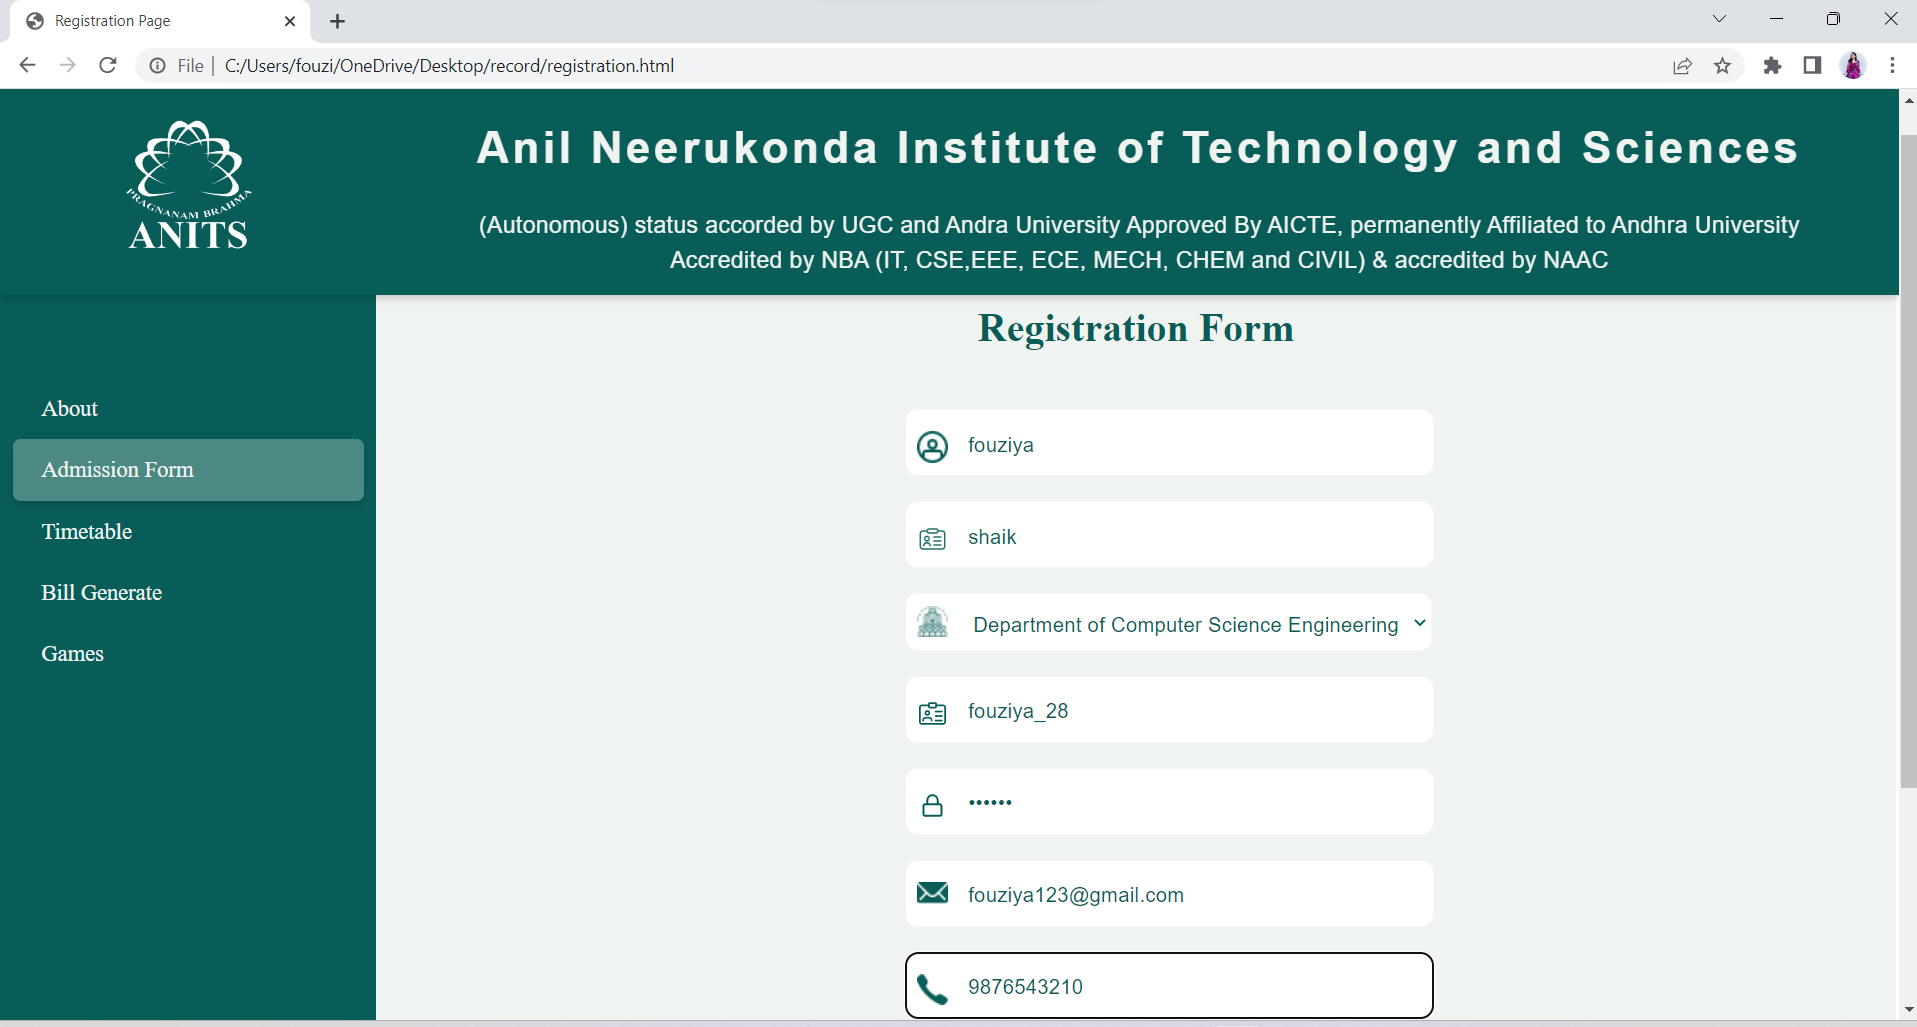 Registration Page
File
C:/Users/fouzi/OneDrive/Desktop/record/registration.html
PRAGNANAM BRAHMA
ANITS
Anil Neerukonda Institute of Technology and Sciences
(Autonomous) status accorded by UGC and Andra University Approved By AICTE, permanently Affiliated to Andhra University
Accredited by NBA (IT, CSE,EEE, ECE, MECH, CHEM and CIVIL) & accredited by NAAC
About
Admission Form
Timetable
Bill Generate
Games
Registration Form
fouziya
shaik
Department of Computer Science Engineering
fouziya_28
••••••
fouziya123@gmail.com
9876543210